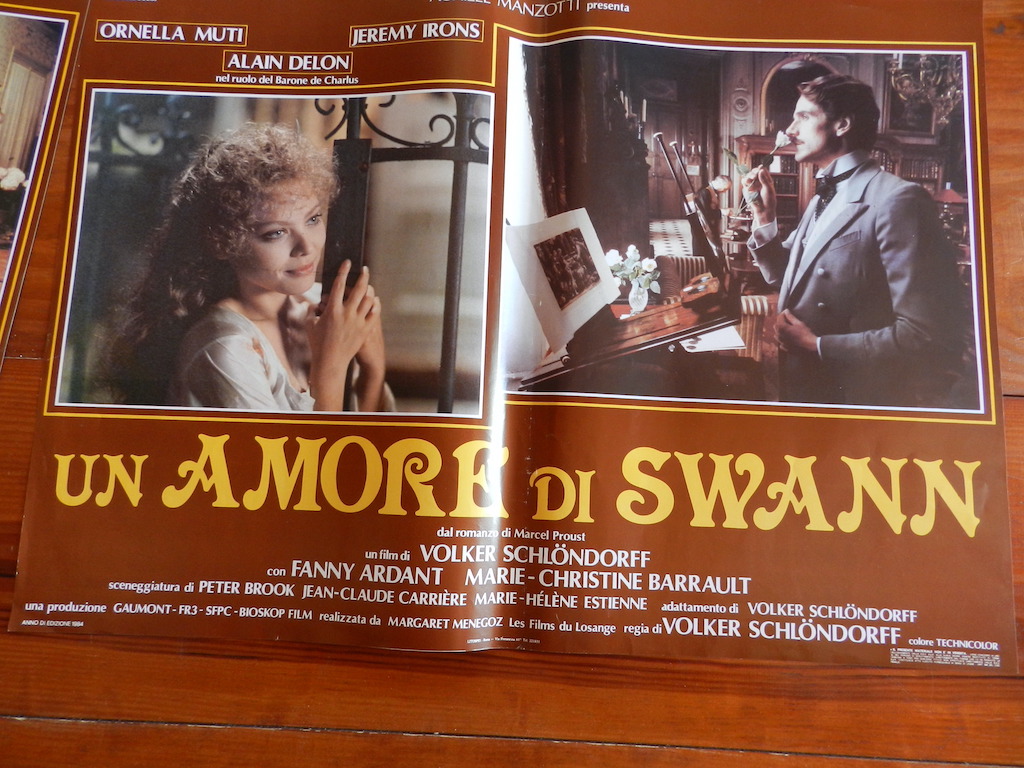 MANZOTTI presenta
ORNELLA MUTI
JEREMY IRONS
ALAIN DELON
nel ruolo del Barone de Charlus
UN AMORE DI SWANN
dal romanzo di Marcel Proust
un film di VOLKER SCHLÖNDORFF
con FANNY ARDANT MARIE-CHRISTINE BARRAULT
sceneggiatura di PETER BROOK JEAN-CLAUDE CARRIÈRE MARIE-HÉLÈNE ESTIENNE adattamento di VOLKER SCHLÖNDORFF
una produzione GAUMONT-FR3-SFPC-BIOSKOP FILM realizzata da MARGARET MENEGOZ Les Films du Losange regia di VOLKER SCHLÖNDORFF
colore TECHNICOLOR
ANNO DI EDIZIONE 1984